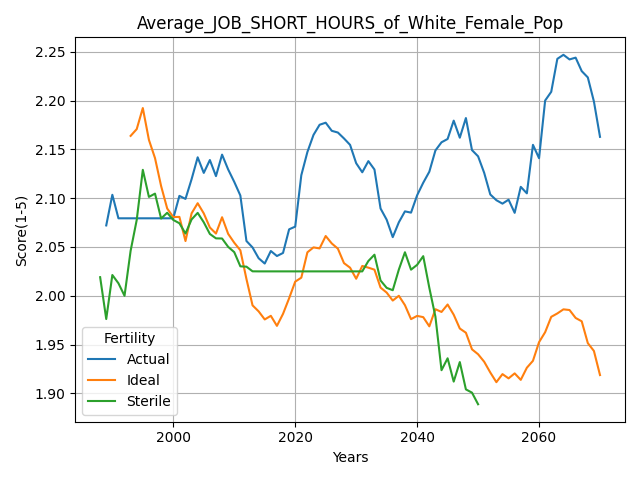 Average_JOB_SHORT_HOURS_of_White_Female_Pop
Score(1-5)
2.25
2.20
2.15
2.10
2.05
2.00
1.95
1.90
Fertility
Actual
Ideal
Sterile
2000
2020
2040
2060
Years